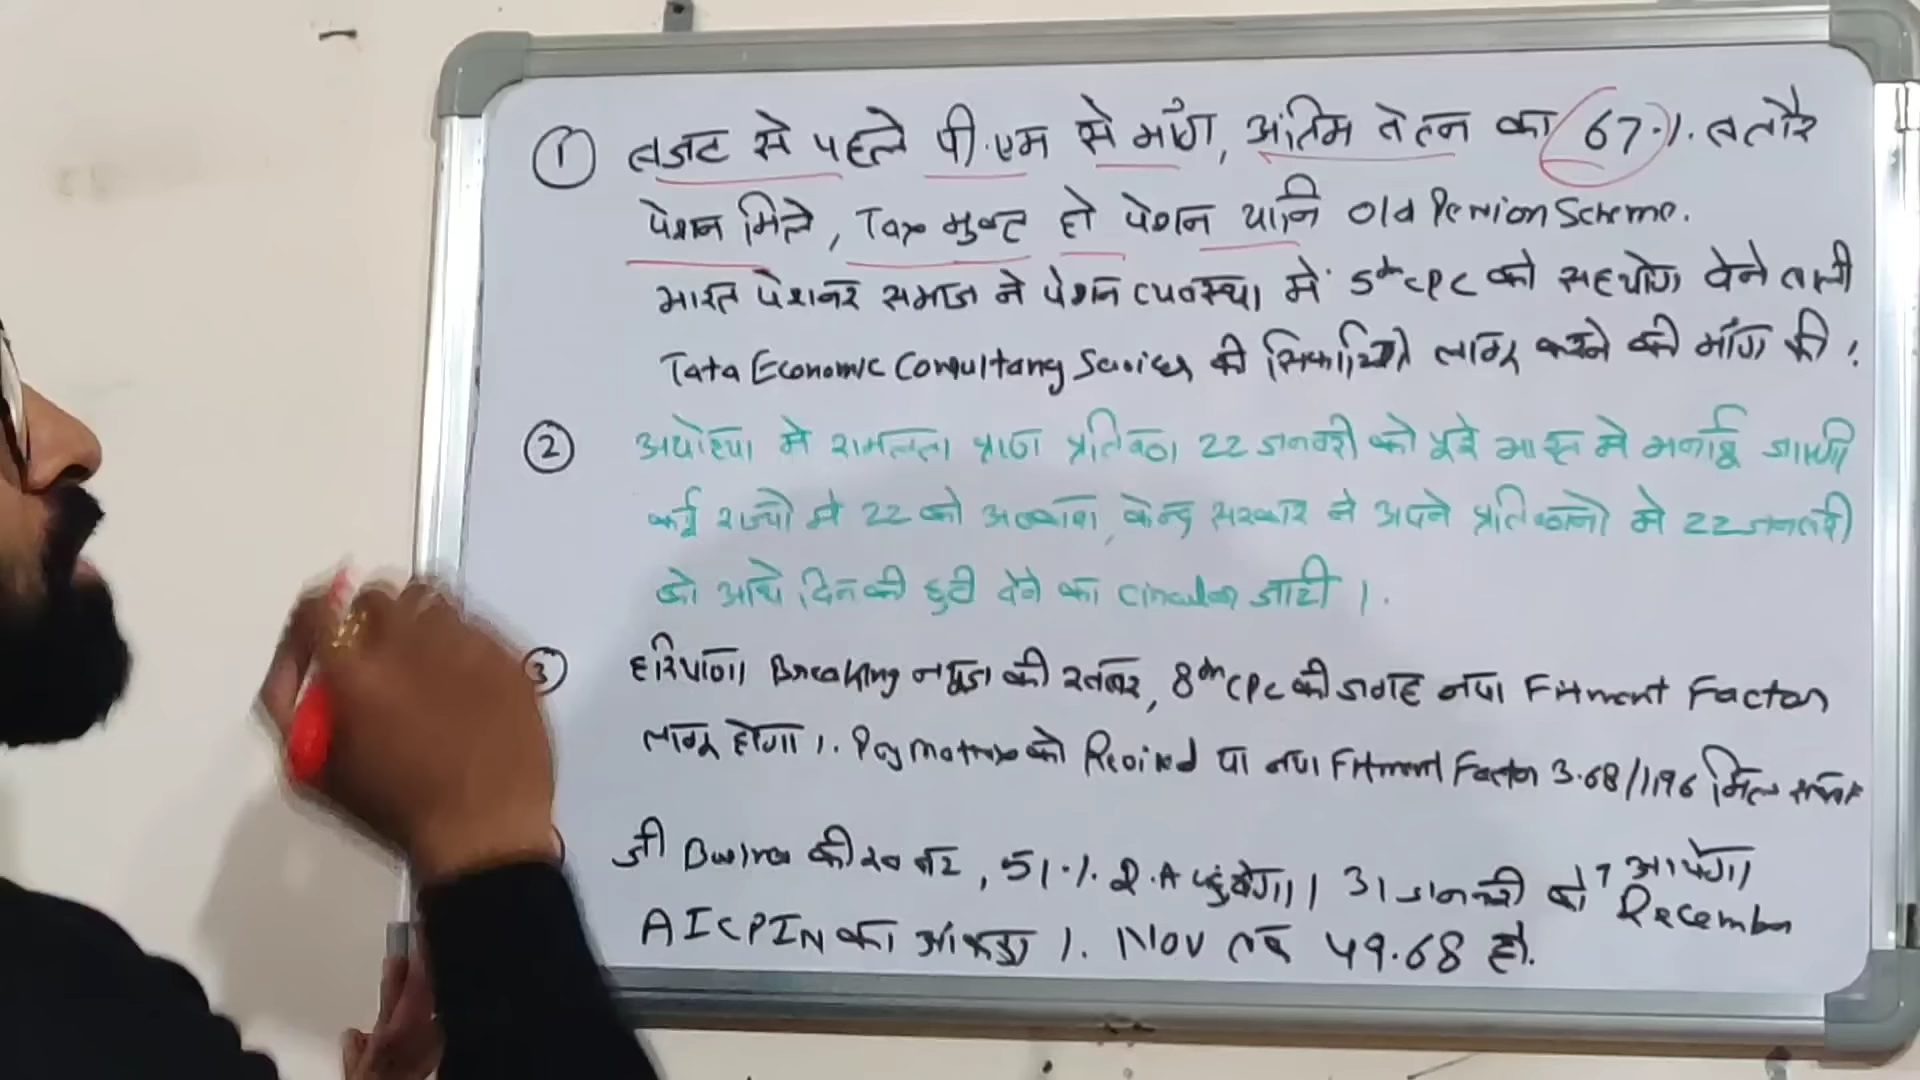 ① बजट से पहले पी.एम से मांग, अंतिम वेतन का 67% बतौर
पेंशन मिले, Tax मुक्त हो पेंशन यानि Old Pension Scheme.
भारत पेंशनर समाज ने पेंशन व्यवस्था में 5th CPC को सहयोग देने वाली
Tata Economic Consultancy Services की सिफारिशें लागू करने की माँग की।
② अयोध्या में रामलला प्राण प्रतिष्ठा 22 जनवरी को पूरे भारत में मनाई जाएगी
कई राज्यों में 22 को अवकाश, केन्द्र सरकार ने अपने प्रतिष्ठानों में 22 जनवरी
को आधे दिन की छुट्टी देने का circular जारी।
3 हरियाणा Breaking न्यूज की खबर, 8th CPC की जगह नया Fitment Factor
लागू होगा। Pay Matrix को Revised या नया Fitment Factor 3.68/1196 मिल
जी Business की खबर, 51% D.A पहुंचेगा। 31 जनवरी को आयेगा December
AICPIN का आंकड़ा। Nov तक 49.68 है.